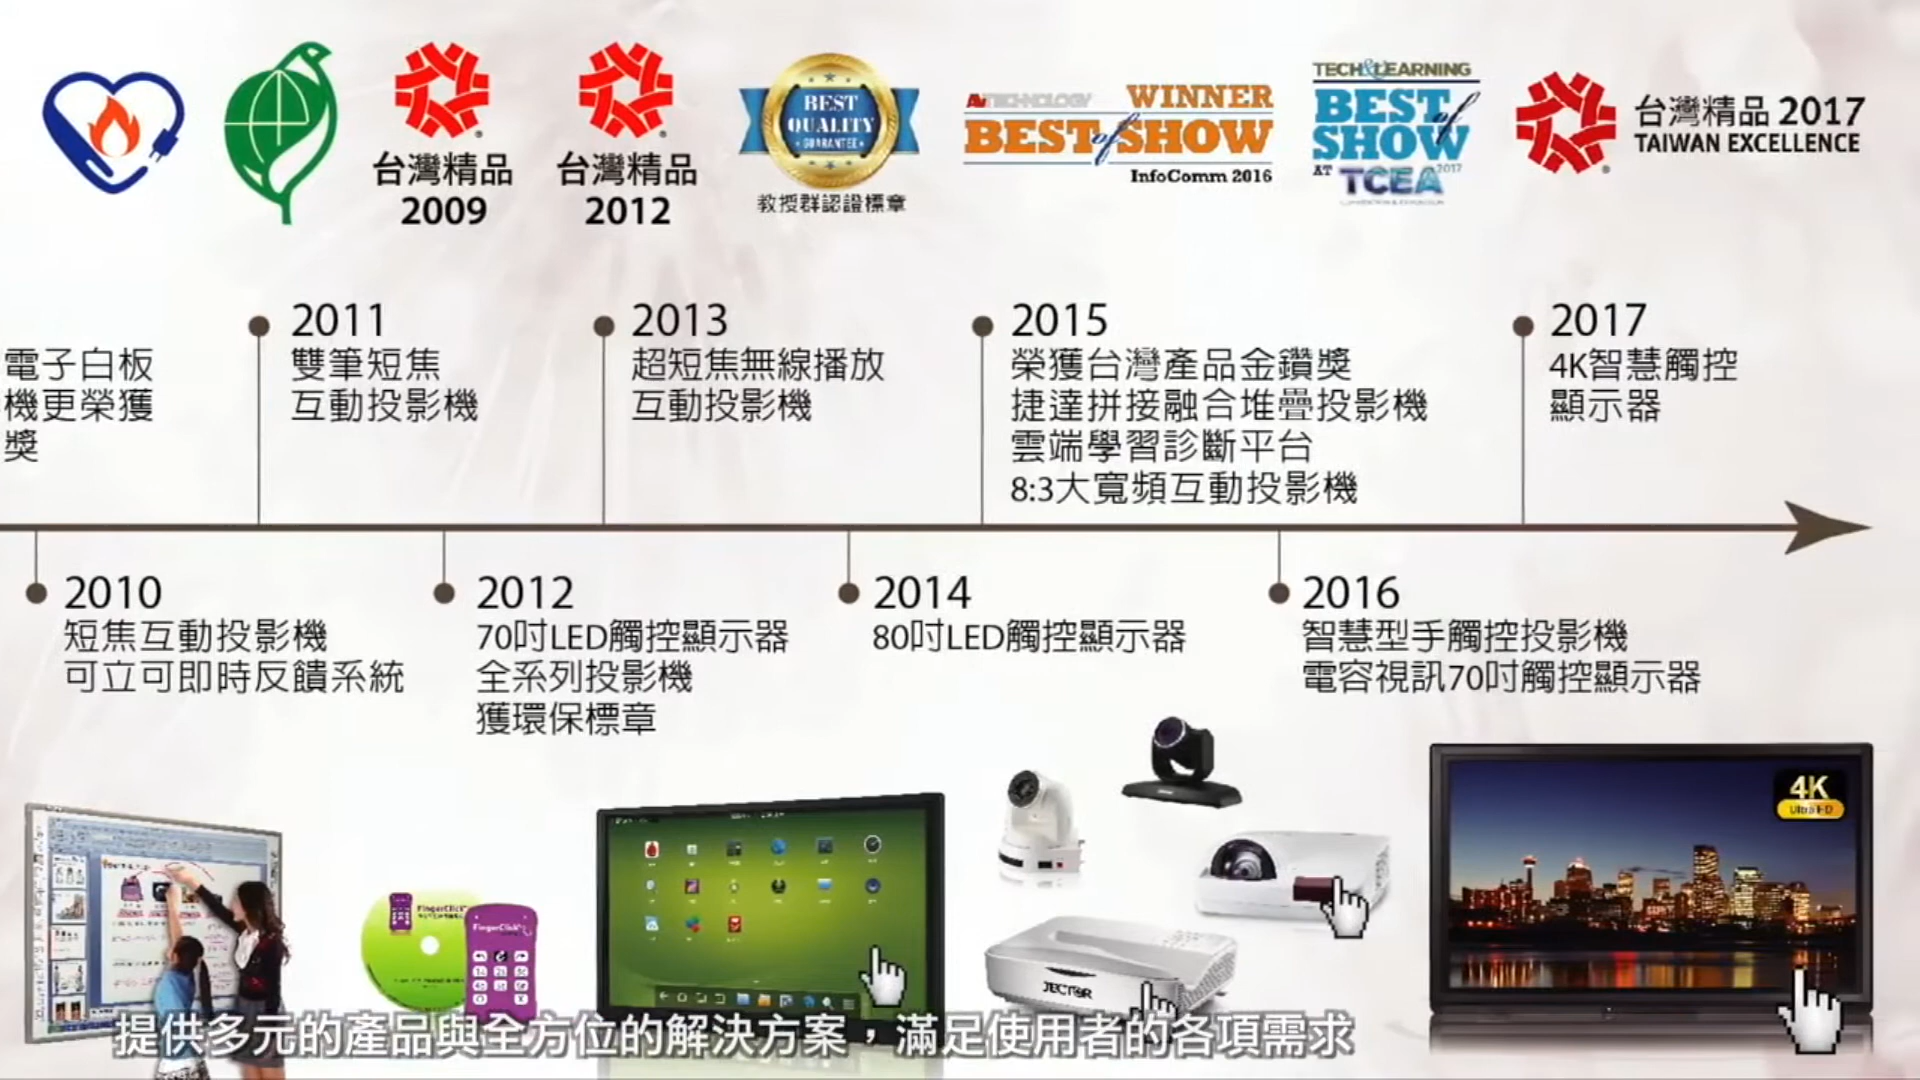 台灣精品
2009
台灣精品
2012
BEST
QUALITY
GUARANTEE
教授群認證標章
AVTECHNOLOGY
WINNER
BEST of SHOW
InfoComm 2016
TECH&LEARNING
BEST of
SHOW
AT TCEA 2017
台灣精品 2017
TAIWAN EXCELLENCE
電子白板
機更榮獲
獎
2011
雙筆短焦
互動投影機
2013
超短焦無線播放
互動投影機
2015
榮獲台灣產品金鑽獎
捷達拼接融合堆疊投影機
雲端學習診斷平台
8:3大寬頻互動投影機
2017
4K智慧觸控
顯示器
2010
短焦互動投影機
可立可即時反饋系統
2012
70吋LED觸控顯示器
全系列投影機
獲環保標章
2014
80吋LED觸控顯示器
2016
智慧型手觸控投影機
電容視訊70吋觸控顯示器
4K
Ultra HD
FingerClick
FingerClick
JECTOR
提供多元的產品與全方位的解決方案，滿足使用者的各項需求